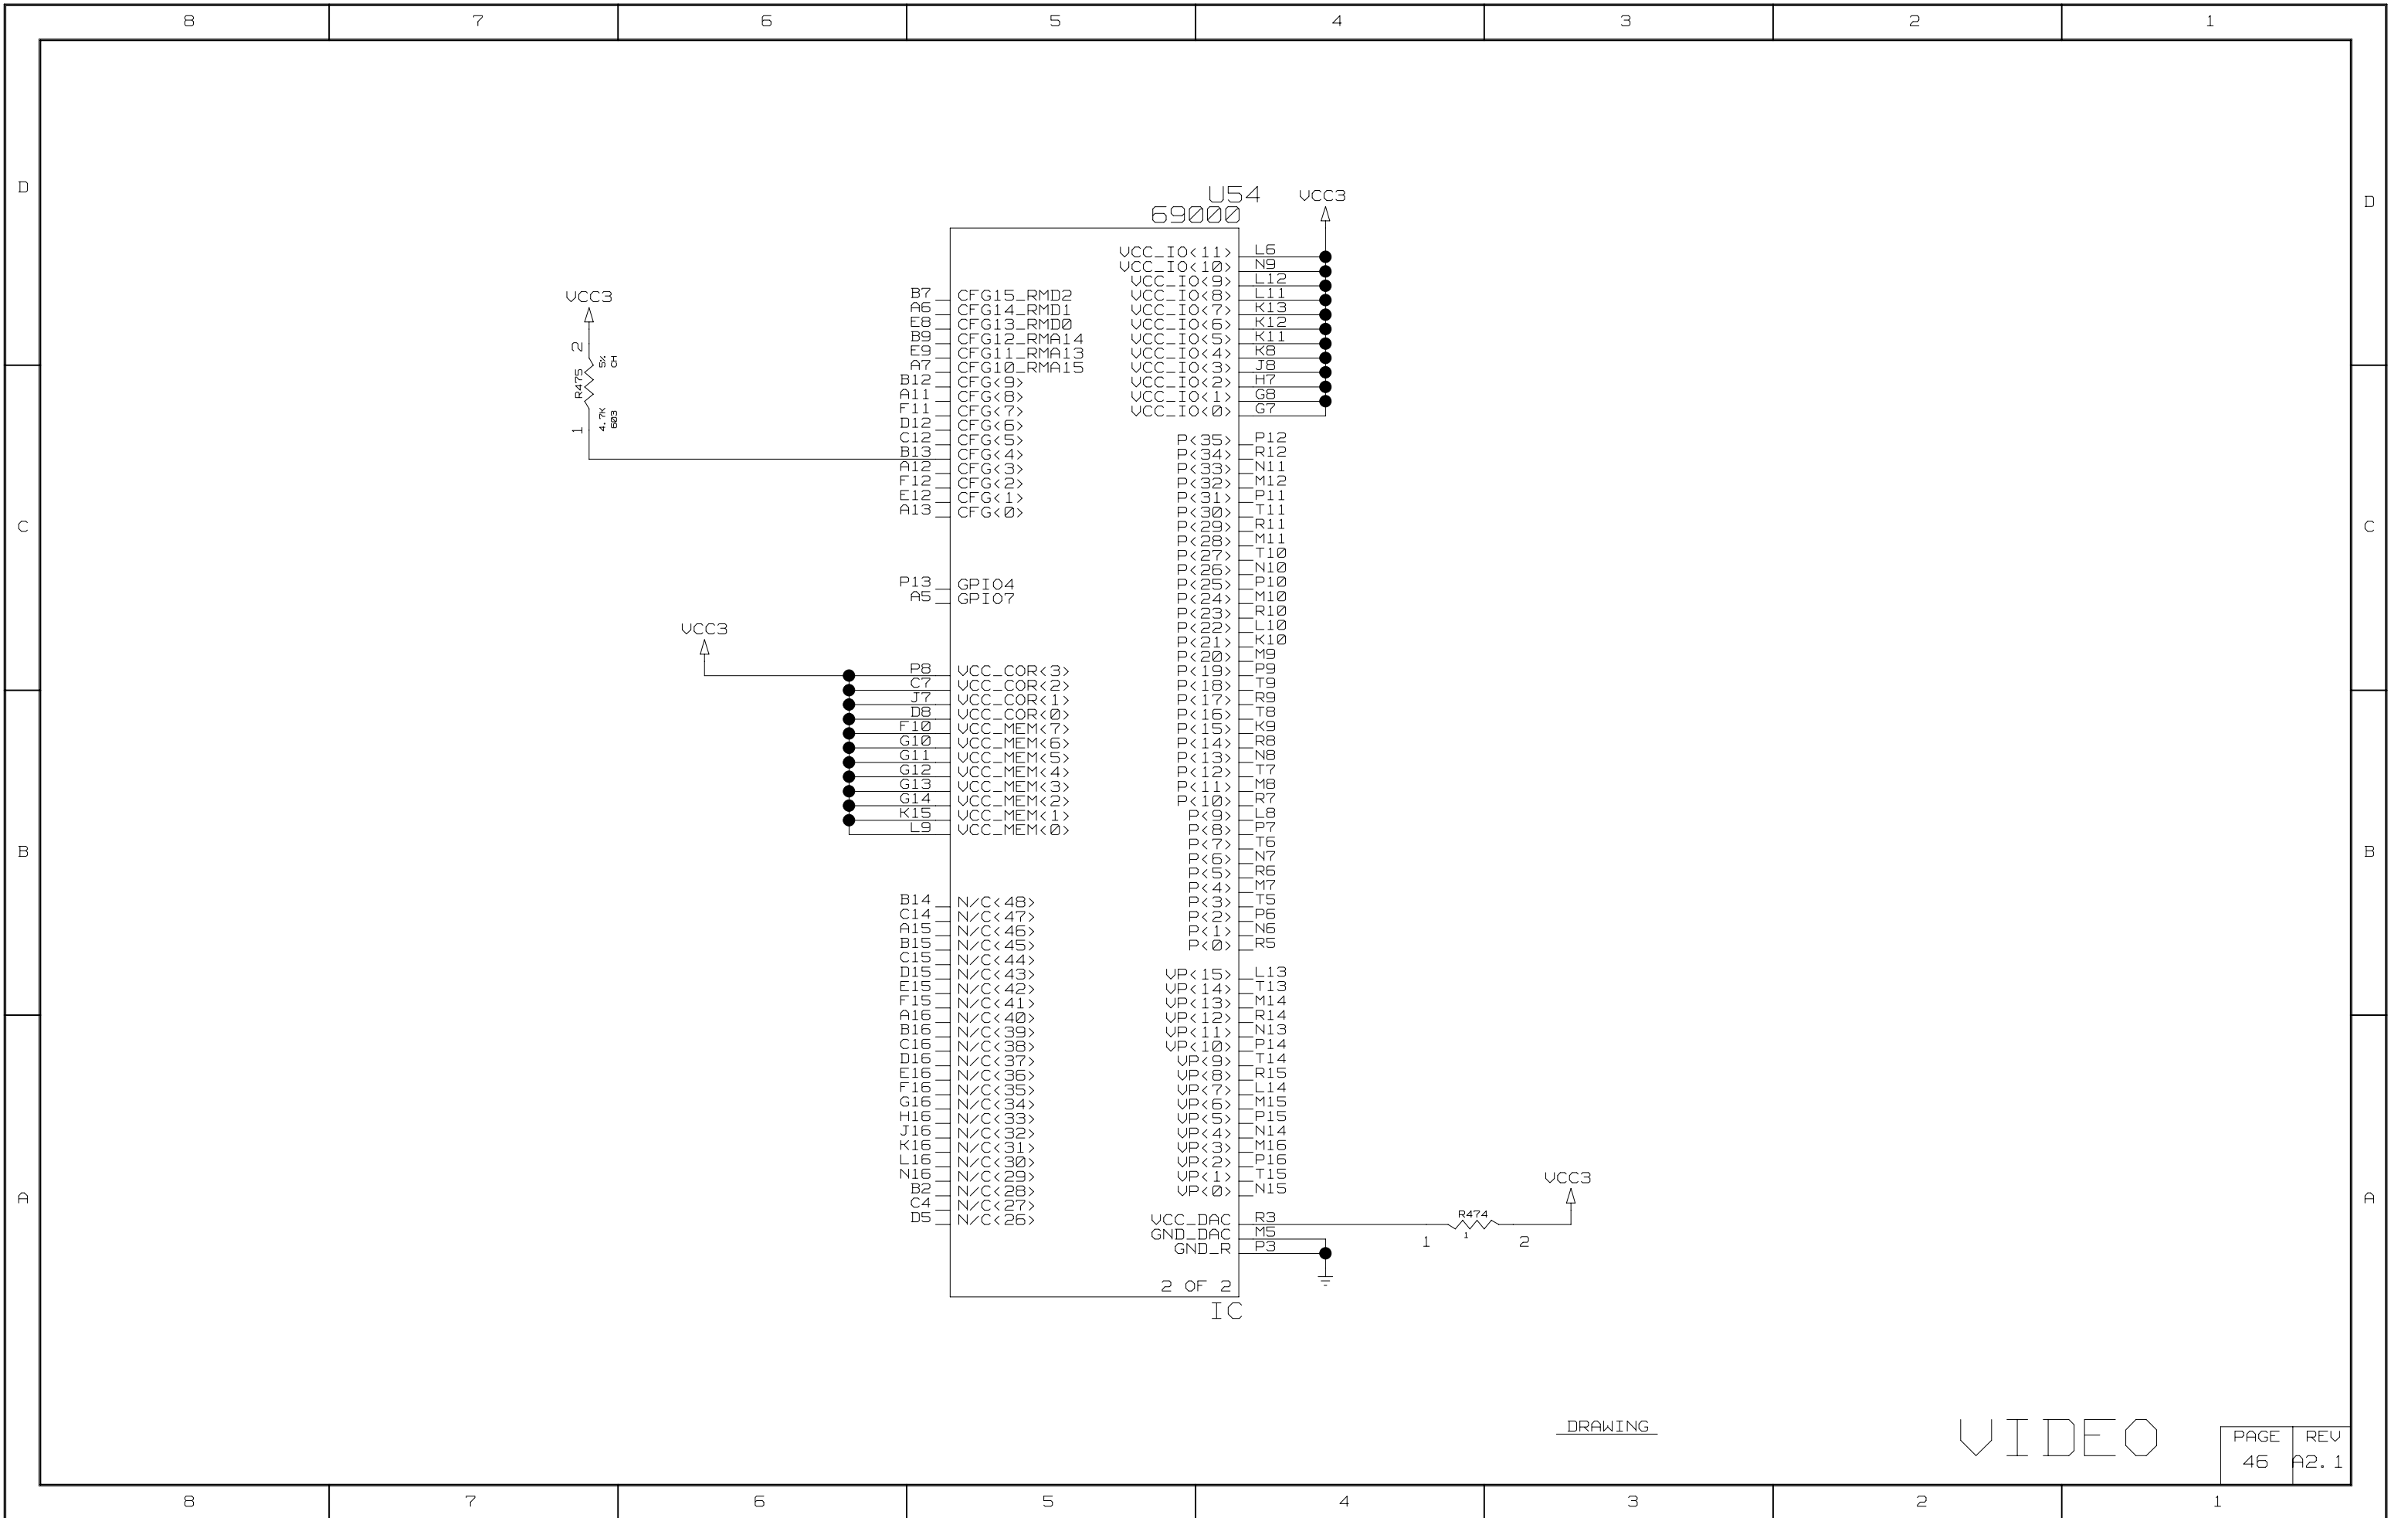 8 7 6 5 4 3 2 1
D D
C C
B B
A A
U54
69000
VCC3
VCC3
R475
2
1
5%
CH
4.7K
603
B7 CFG15_RMD2
A6 CFG14_RMD1
E8 CFG13_RMD0
B9 CFG12_RMA14
E9 CFG11_RMA13
A7 CFG10_RMA15
B12 CFG<9>
A11 CFG<8>
F11 CFG<7>
D12 CFG<6>
C12 CFG<5>
B13 CFG<4>
A12 CFG<3>
F12 CFG<2>
E12 CFG<1>
A13 CFG<0>
P13 GPIO4
A5 GPIO7
VCC3
P8 VCC_COR<3>
C7 VCC_COR<2>
J7 VCC_COR<1>
D8 VCC_COR<0>
F10 VCC_MEM<7>
G10 VCC_MEM<6>
G11 VCC_MEM<5>
G12 VCC_MEM<4>
G13 VCC_MEM<3>
G14 VCC_MEM<2>
K15 VCC_MEM<1>
L9 VCC_MEM<0>
B14 N/C<48>
C14 N/C<47>
A15 N/C<46>
B15 N/C<45>
C15 N/C<44>
D15 N/C<43>
E15 N/C<42>
F15 N/C<41>
A16 N/C<40>
B16 N/C<39>
C16 N/C<38>
D16 N/C<37>
E16 N/C<36>
F16 N/C<35>
G16 N/C<34>
H16 N/C<33>
J16 N/C<32>
K16 N/C<31>
L16 N/C<30>
N16 N/C<29>
B2 N/C<28>
C4 N/C<27>
D5 N/C<26>
VCC_IO<11> L6
VCC_IO<10> N9
VCC_IO<9> L12
VCC_IO<8> L11
VCC_IO<7> K13
VCC_IO<6> K12
VCC_IO<5> K11
VCC_IO<4> K8
VCC_IO<3> J8
VCC_IO<2> H7
VCC_IO<1> G8
VCC_IO<0> G7
P<35> P12
P<34> R12
P<33> N11
P<32> M12
P<31> P11
P<30> T11
P<29> R11
P<28> M11
P<27> T10
P<26> N10
P<25> P10
P<24> M10
P<23> R10
P<22> L10
P<21> K10
P<20> M9
P<19> P9
P<18> T9
P<17> R9
P<16> T8
P<15> K9
P<14> R8
P<13> N8
P<12> T7
P<11> M8
P<10> R7
P<9> L8
P<8> P7
P<7> T6
P<6> N7
P<5> R6
P<4> M7
P<3> T5
P<2> P6
P<1> N6
P<0> R5
VP<15> L13
VP<14> T13
VP<13> M14
VP<12> R14
VP<11> N13
VP<10> P14
VP<9> T14
VP<8> R15
VP<7> L14
VP<6> M15
VP<5> P15
VP<4> N14
VP<3> M16
VP<2> P16
VP<1> T15
VP<0> N15
VCC_DAC R3
GND_DAC M5
GND_R P3
VCC3
R474
1
1 2
2 OF 2
IC
DRAWING
VIDEO
PAGE REV
46 A2.1
8 7 6 5 4 3 2 1